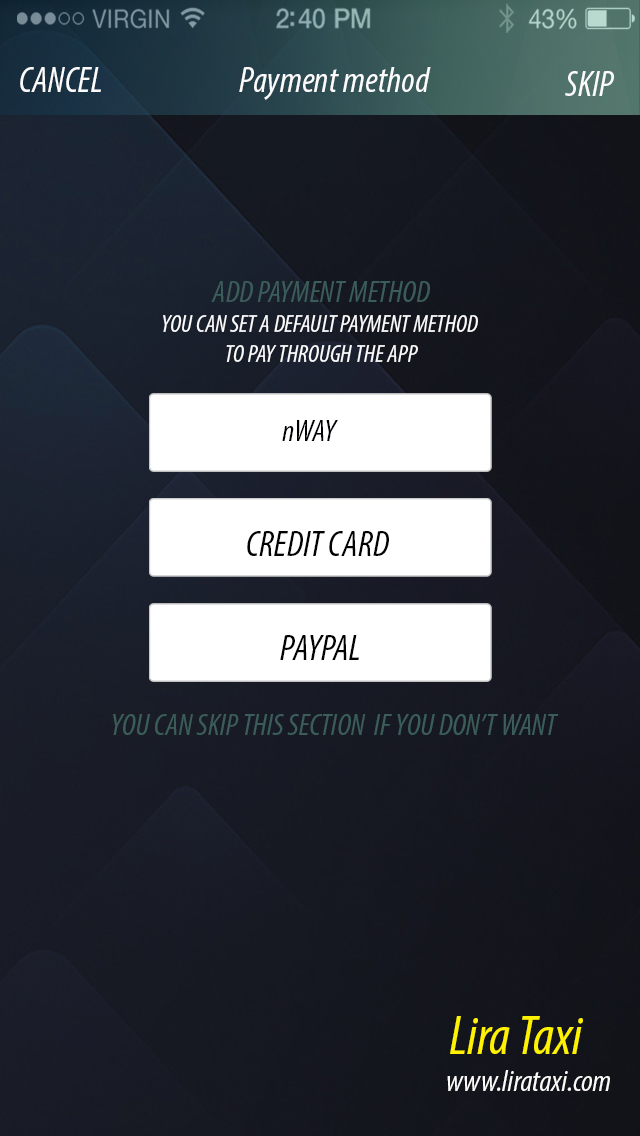 VIRGIN 2:40 PM 43%
CANCEL Payment method SKIP
ADD PAYMENT METHOD
YOU CAN SET A DEFAULT PAYMENT METHOD
TO PAY THROUGH THE APP
nWAY
CREDIT CARD
PAYPAL
YOU CAN SKIP THIS SECTION IF YOU DON'T WANT
Lira Taxi
www.lirataxi.com